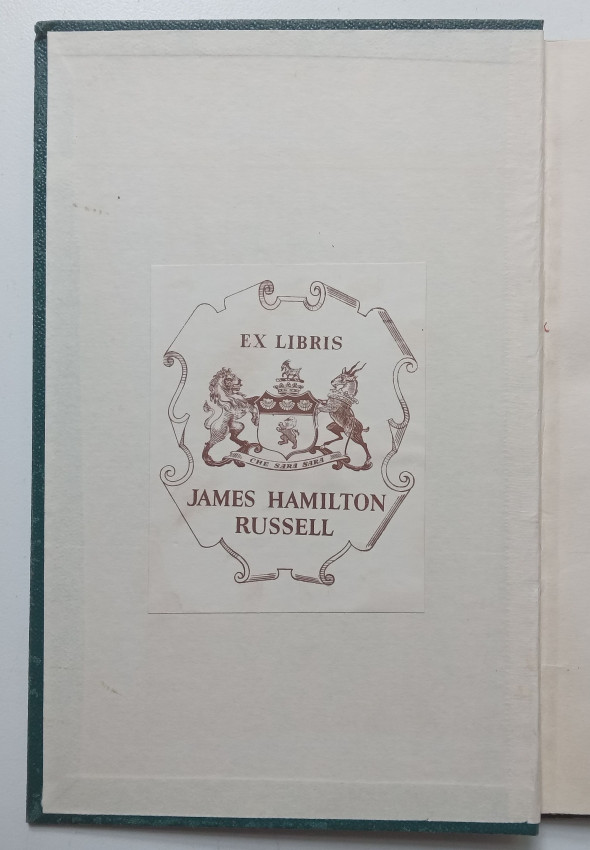 EX LIBRIS
CHE SARA SARA
JAMES HAMILTON
RUSSELL